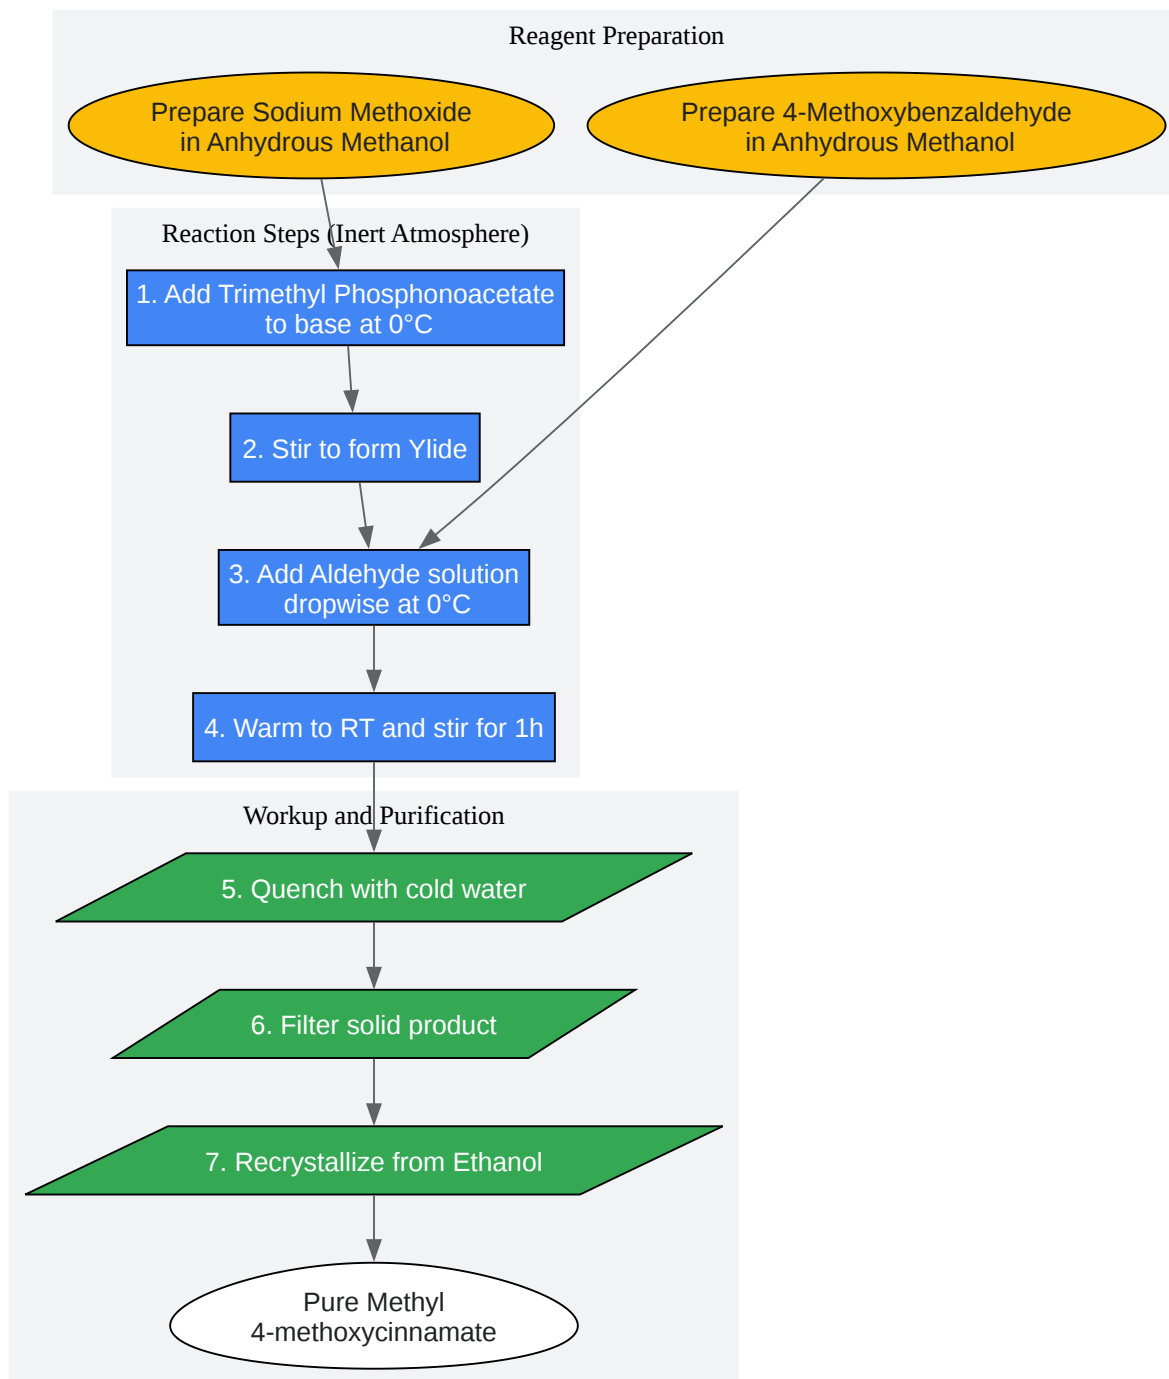 Reagent Preparation
Prepare Sodium Methoxide
in Anhydrous Methanol
Prepare 4-Methoxybenzaldehyde
in Anhydrous Methanol
Reaction Steps (Inert Atmosphere)
1. Add Trimethyl Phosphonoacetate
to base at 0°C
2. Stir to form Ylide
3. Add Aldehyde solution
dropwise at 0°C
4. Warm to RT and stir for 1h
Workup and Purification
5. Quench with cold water
6. Filter solid product
7. Recrystallize from Ethanol
Pure Methyl
4-methoxycinnamate